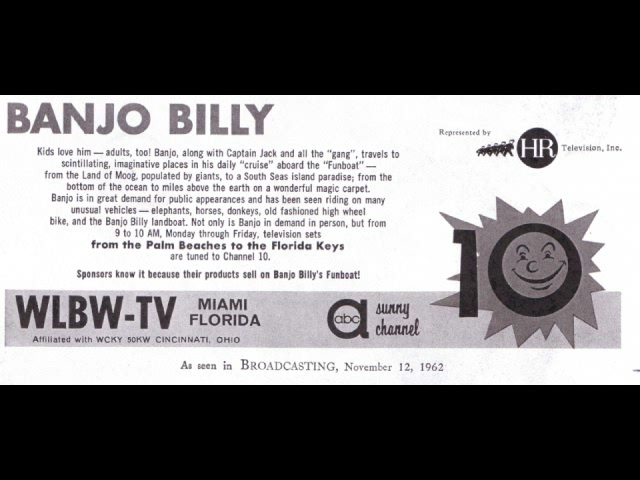 BANJO BILLY
Kids love him — adults, too! Banjo, along with Captain Jack and all the "gang", travels to
scintillating, imaginative places in his daily "cruise" aboard the "Funboat" —
from the Land of Moog, populated by giants, to a South Seas island paradise; from the
bottom of the ocean to miles above the earth on a wonderful magic carpet.
Banjo is in great demand for public appearances and has been seen riding on many
unusual vehicles — elephants, horses, donkeys, old fashioned high wheel
bike, and the Banjo Billy landboat. Not only is Banjo in demand in person, but from
9 to 10 AM, Monday through Friday, television sets
from the Palm Beaches to the Florida Keys
are tuned to Channel 10.
Sponsors know it because their products sell on Banjo Billy's Funboat!
Represented by
HR
Television, Inc.
10
WLBW-TV
MIAMI
FLORIDA
Affiliated with WCKY 50KW CINCINNATI, OHIO
a
abc
sunny
channel
As seen in BROADCASTING, November 12, 1962